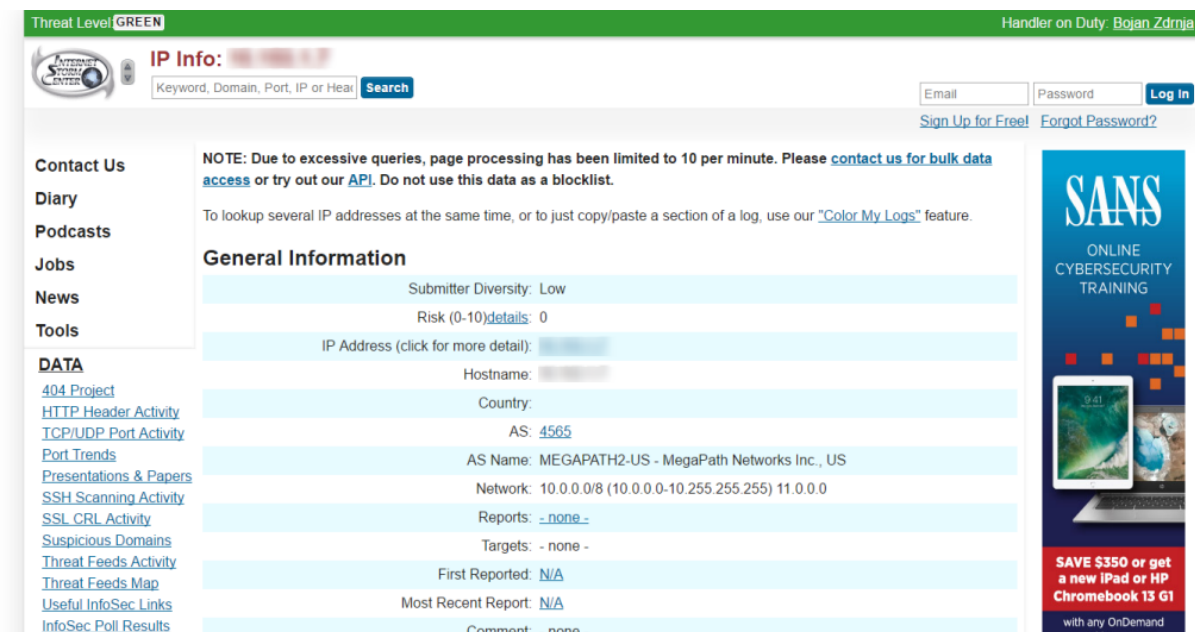 Threat Level: GREEN
Handler on Duty: Bojan Zdrnja
INTERNET
STORM
CENTER
IP Info:
Keyword, Domain, Port, IP or Head
Search
Email
Password
Log In
Sign Up for Free! Forgot Password?
Contact Us
Diary
Podcasts
Jobs
News
Tools
DATA
404 Project
HTTP Header Activity
TCP/UDP Port Activity
Port Trends
Presentations & Papers
SSH Scanning Activity
SSL CRL Activity
Suspicious Domains
Threat Feeds Activity
Threat Feeds Map
Useful InfoSec Links
InfoSec Poll Results
NOTE: Due to excessive queries, page processing has been limited to 10 per minute. Please contact us for bulk data
access or try out our API. Do not use this data as a blocklist.
To lookup several IP addresses at the same time, or to just copy/paste a section of a log, use our "Color My Logs" feature.
General Information
Submitter Diversity: Low
Risk (0-10)details: 0
IP Address (click for more detail):
Hostname:
Country:
AS: 4565
AS Name: MEGAPATH2-US - MegaPath Networks Inc., US
Network: 10.0.0.0/8 (10.0.0.0-10.255.255.255) 11.0.0.0
Reports: - none -
Targets: - none -
First Reported: N/A
Most Recent Report: N/A
Comment: - none -
SANS
ONLINE
CYBERSECURITY
TRAINING
9:41
SAVE $350 or get
a new iPad or HP
Chromebook 13 G1
with any OnDemand